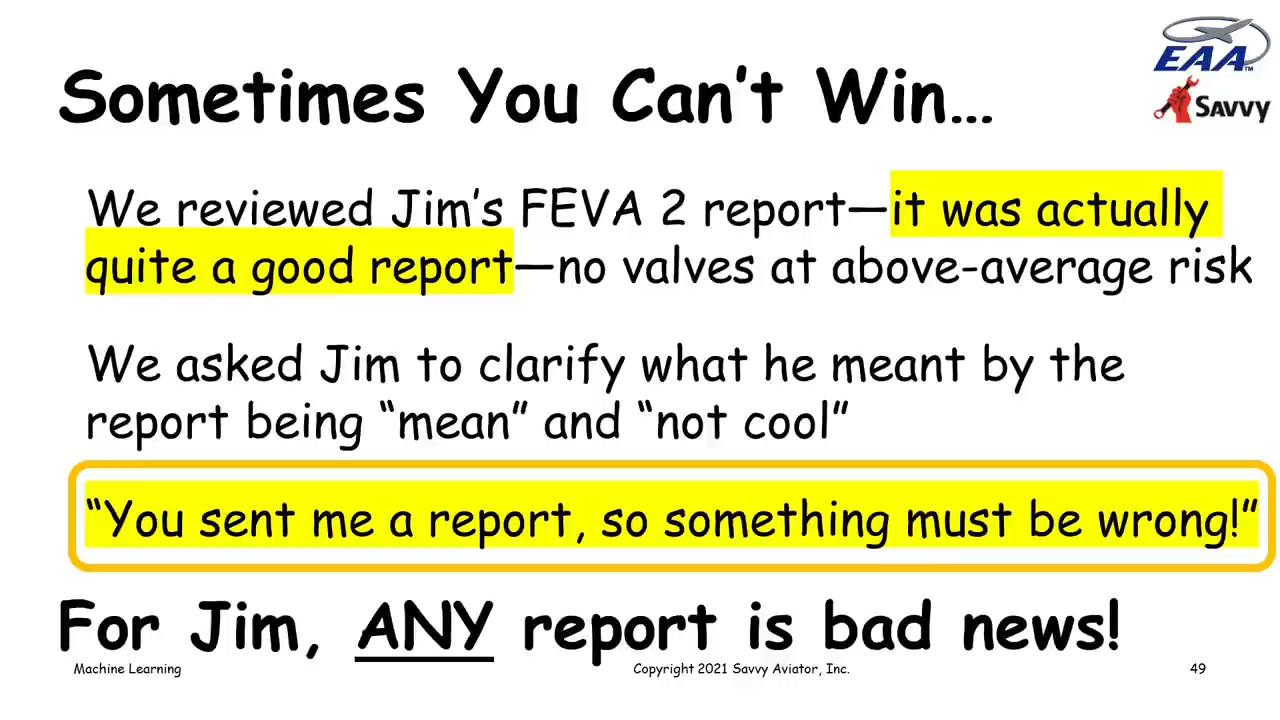 Sometimes You Can't Win...
EAA™
SAVVY
We reviewed Jim's FEVA 2 report—it was actually
quite a good report—no valves at above-average risk
We asked Jim to clarify what he meant by the
report being “mean” and “not cool”
“You sent me a report, so something must be wrong!”
For Jim, ANY report is bad news!
Machine Learning
Copyright 2021 Savvy Aviator, Inc.
49